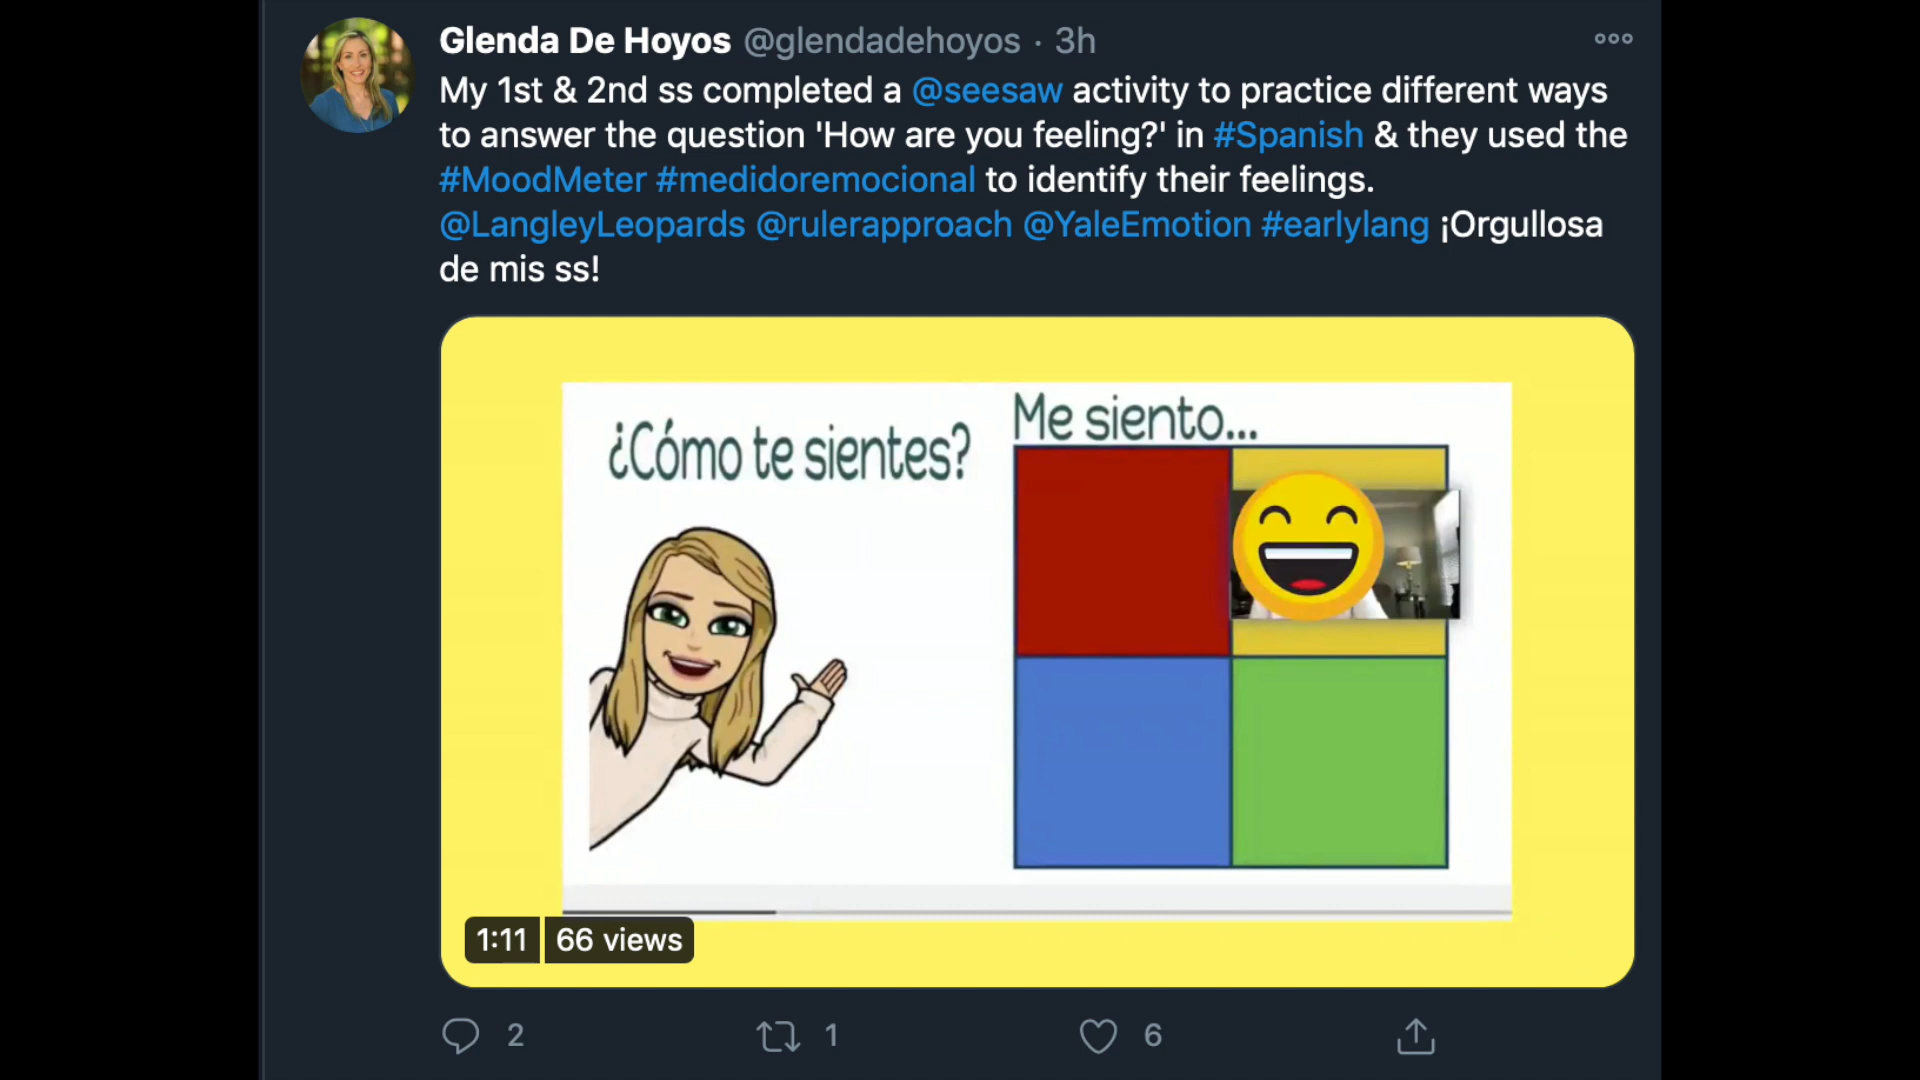 Glenda De Hoyos @glendadehoyos · 3h
My 1st & 2nd ss completed a @seesaw activity to practice different ways
to answer the question 'How are you feeling?' in #Spanish & they used the
#MoodMeter #medidoremocional to identify their feelings.
@LangleyLeopards @rulerapproach @YaleEmotion #earlylang ¡Orgullosa
de mis ss!
¿Cómo te sientes?
Me siento...
1:11 66 views
2 1 6